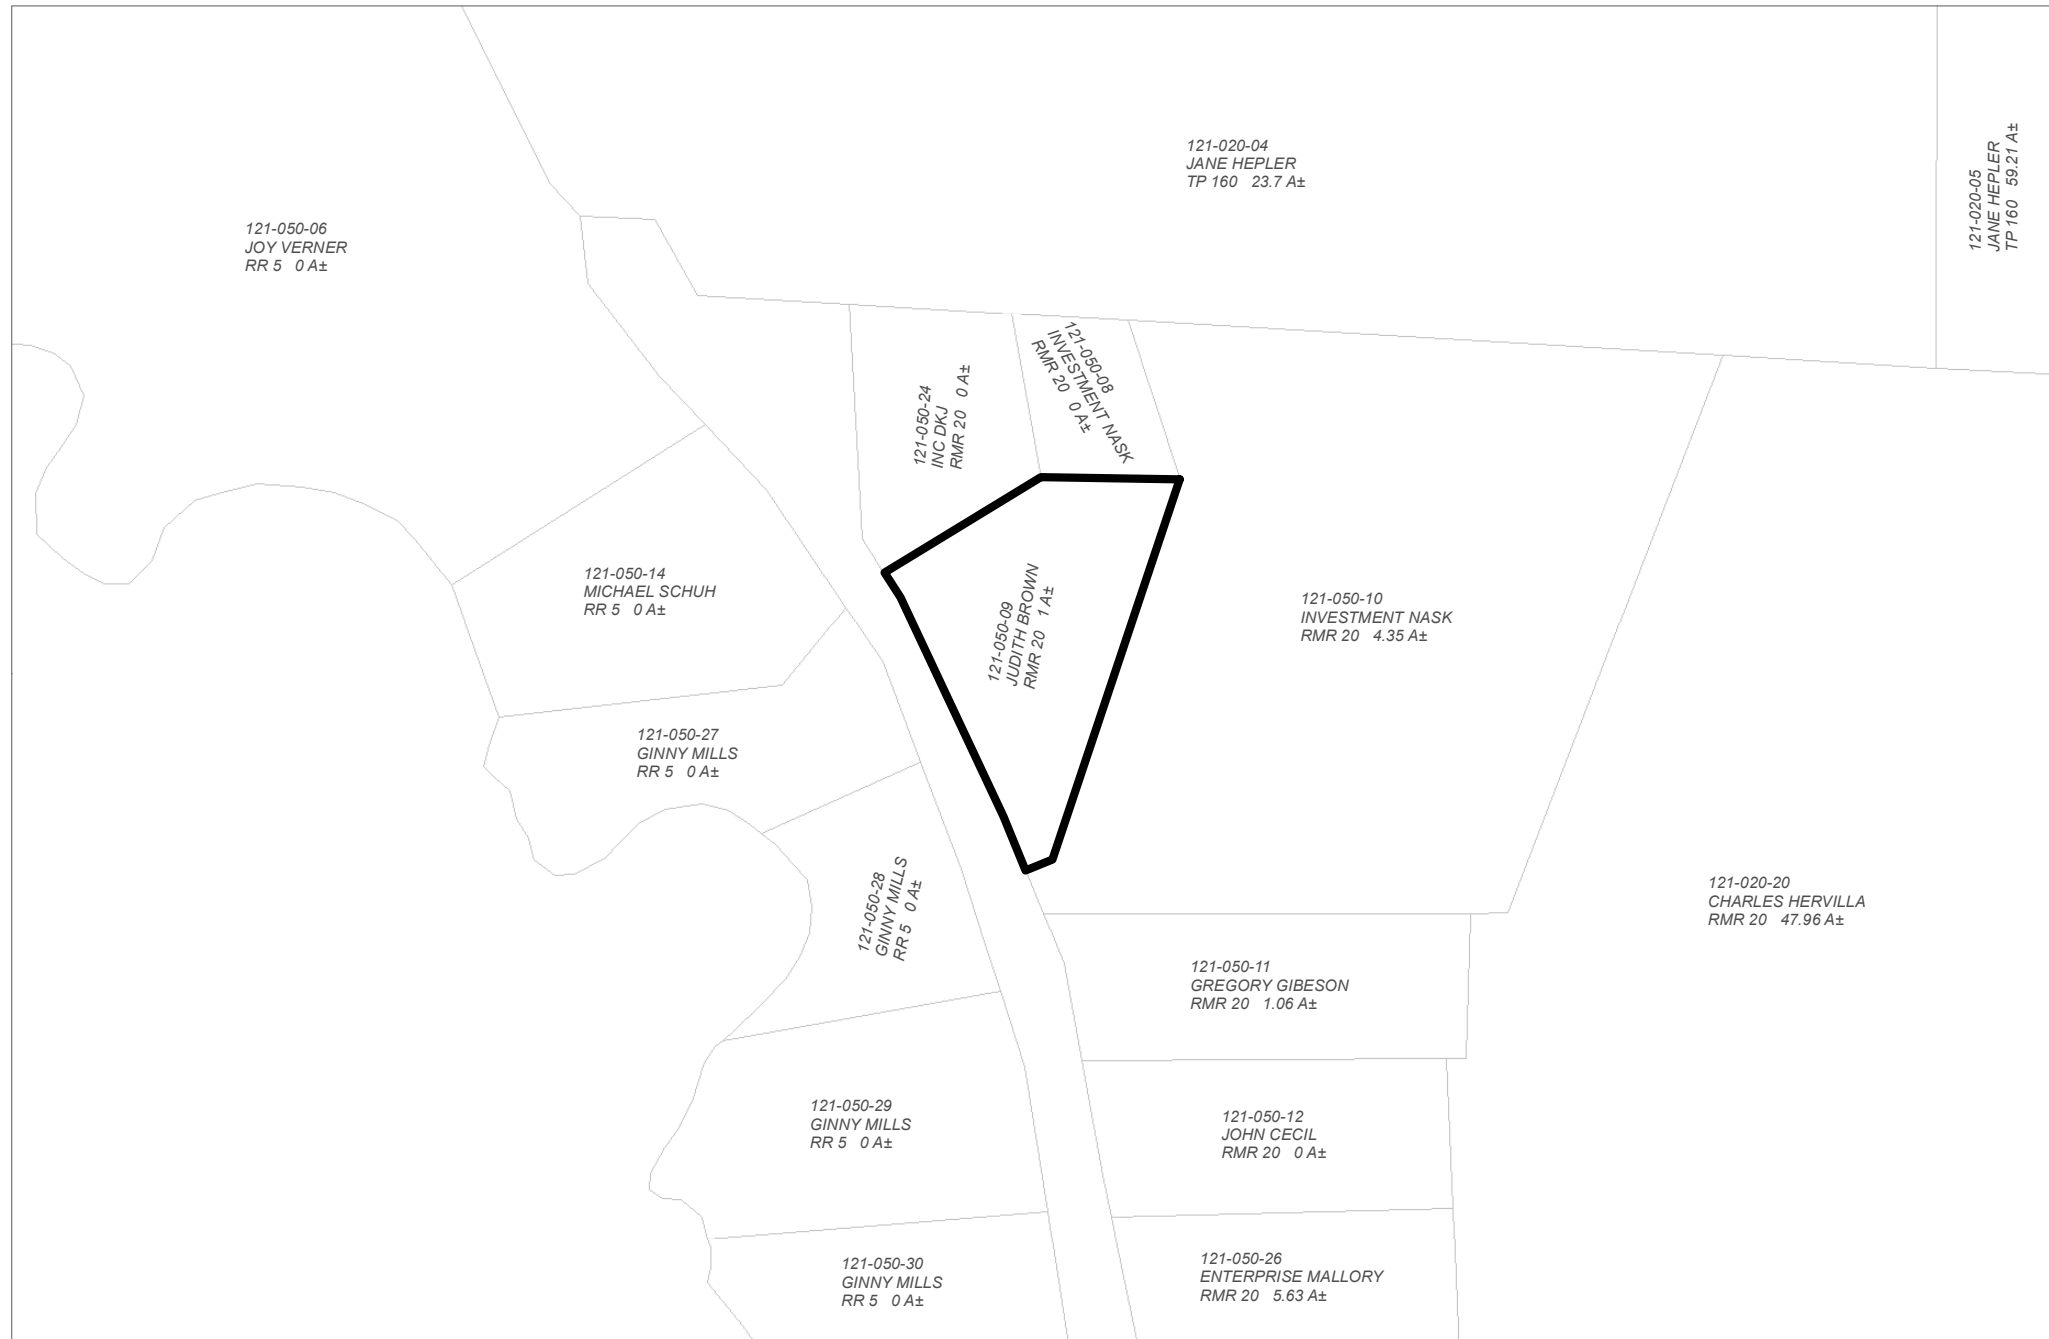 121-020-04
JANE HEPLER
TP 160 23.7 A±
121-020-05
JANE HEPLER
TP 160 59.21 A±
121-050-06
JOY VERNER
RR 5 0 A±
121-050-24
INC DKJ
RMR 20 0 A±
121-050-08
INVESTMENT NASK
RMR 20 0 A±
121-050-14
MICHAEL SCHUH
RR 5 0 A±
121-050-09
JUDITH BROWN
RMR 20 1 A±
121-050-10
INVESTMENT NASK
RMR 20 4.35 A±
121-050-27
GINNY MILLS
RR 5 0 A±
121-050-28
GINNY MILLS
RR 5 0 A±
121-020-20
CHARLES HERVILLA
RMR 20 47.96 A±
121-050-11
GREGORY GIBESON
RMR 20 1.06 A±
121-050-29
GINNY MILLS
RR 5 0 A±
121-050-12
JOHN CECIL
RMR 20 0 A±
121-050-30
GINNY MILLS
RR 5 0 A±
121-050-26
ENTERPRISE MALLORY
RMR 20 5.63 A±